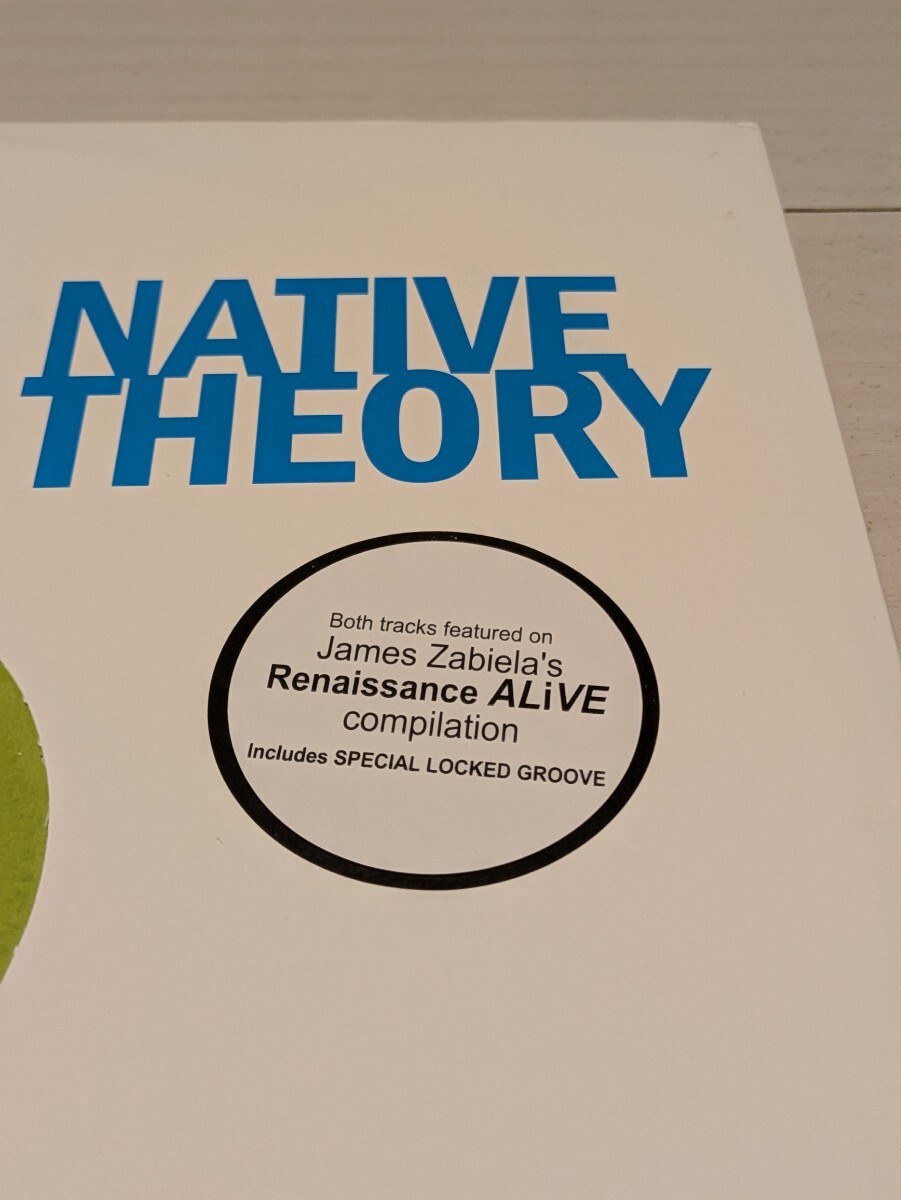 NATIVE
THEORY
Both tracks featured on
James Zabiela's
Renaissance ALiVE
compilation
Includes SPECIAL LOCKED GROOVE